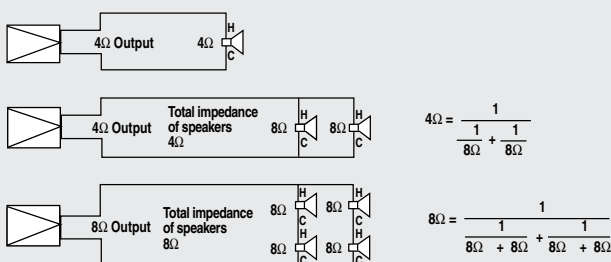 H
4Ω Output 4Ω
C
Total impedance
of speakers
4Ω
4Ω Output
H H
8Ω 8Ω
C C
4Ω = 1
1 + 1
8Ω 8Ω
Total impedance
of speakers
8Ω
8Ω Output
H H
8Ω 8Ω
C C
H H
8Ω 8Ω
C C
8Ω = 1
1 + 1
8Ω + 8Ω 8Ω + 8Ω